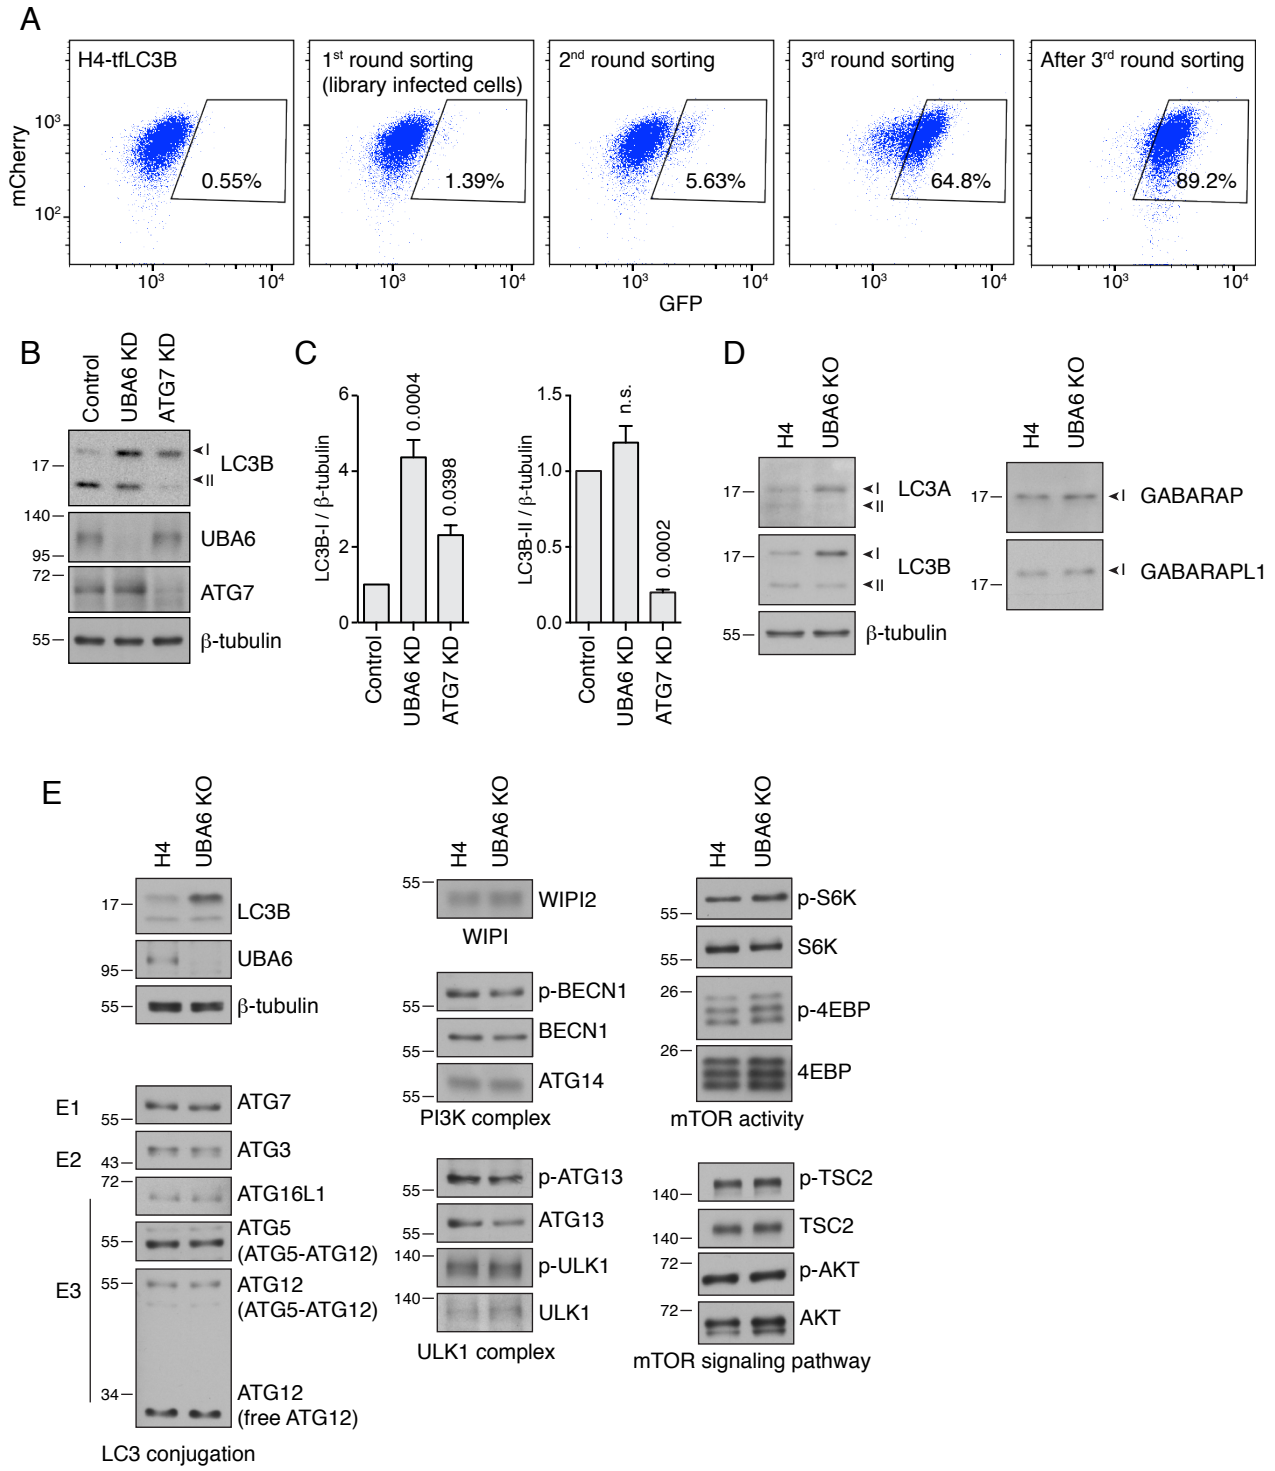 A
H4-tfLC3B
1st round sorting
(library infected cells)
2nd round sorting
3rd round sorting
After 3rd round sorting
mCherry
10³
10²
0.55%
1.39%
5.63%
64.8%
89.2%
10³ 10⁴
10³ 10⁴
10³ 10⁴
10³ 10⁴
10³ 10⁴
GFP
B
Control
UBA6 KD
ATG7 KD
17
I
II
LC3B
140
95
UBA6
72
ATG7
55
β-tubulin
C
LC3B-I / β-tubulin
6
4
2
0
0.0004
0.0398
Control
UBA6 KD
ATG7 KD
LC3B-II / β-tubulin
1.5
1.0
0.5
0.0
n.s.
0.0002
Control
UBA6 KD
ATG7 KD
D
H4
UBA6 KO
17
I
II
LC3A
17
I
II
LC3B
55
β-tubulin
H4
UBA6 KO
17
I
GABARAP
17
I
GABARAPL1
E
H4
UBA6 KO
17
LC3B
95
UBA6
55
β-tubulin
E1
55
ATG7
E2
43
ATG3
E3
72
ATG16L1
55
ATG5
(ATG5-ATG12)
55
ATG12
(ATG5-ATG12)
34
ATG12
(free ATG12)
LC3 conjugation
H4
UBA6 KO
55
WIPI2
WIPI
55
p-BECN1
55
BECN1
55
ATG14
PI3K complex
55
p-ATG13
55
ATG13
140
p-ULK1
140
ULK1
ULK1 complex
H4
UBA6 KO
55
p-S6K
55
S6K
26
p-4EBP
26
4EBP
mTOR activity
140
p-TSC2
140
TSC2
72
p-AKT
72
AKT
mTOR signaling pathway